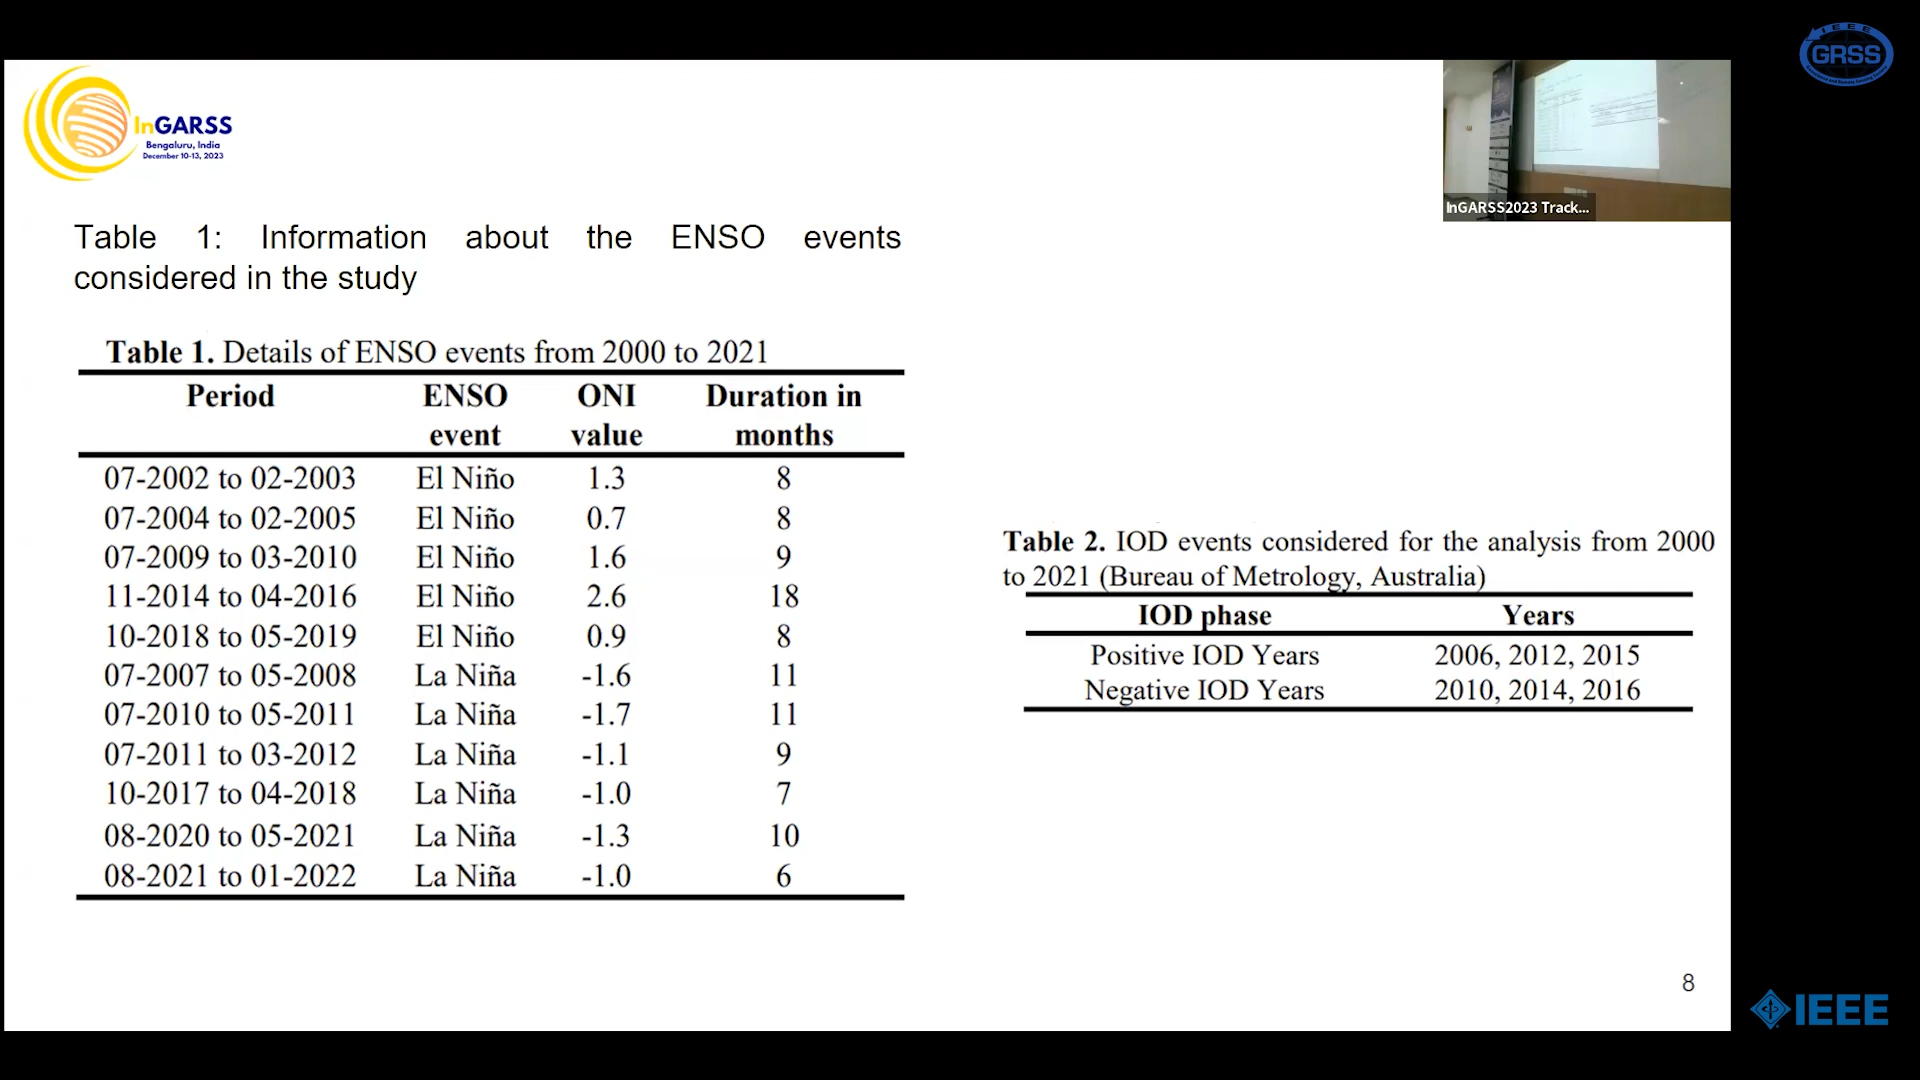 IEEE
GRSS
InGARSS
Bengaluru, India
December 10-13, 2023
InGARSS2023 Track...
Table 1: Information about the ENSO events
considered in the study
Table 1. Details of ENSO events from 2000 to 2021
Period ENSO event ONI value Duration in months
07-2002 to 02-2003 El Niño 1.3 8
07-2004 to 02-2005 El Niño 0.7 8
07-2009 to 03-2010 El Niño 1.6 9
11-2014 to 04-2016 El Niño 2.6 18
10-2018 to 05-2019 El Niño 0.9 8
07-2007 to 05-2008 La Niña -1.6 11
07-2010 to 05-2011 La Niña -1.7 11
07-2011 to 03-2012 La Niña -1.1 9
10-2017 to 04-2018 La Niña -1.0 7
08-2020 to 05-2021 La Niña -1.3 10
08-2021 to 01-2022 La Niña -1.0 6
Table 2. IOD events considered for the analysis from 2000
to 2021 (Bureau of Metrology, Australia)
IOD phase Years
Positive IOD Years 2006, 2012, 2015
Negative IOD Years 2010, 2014, 2016
8
IEEE